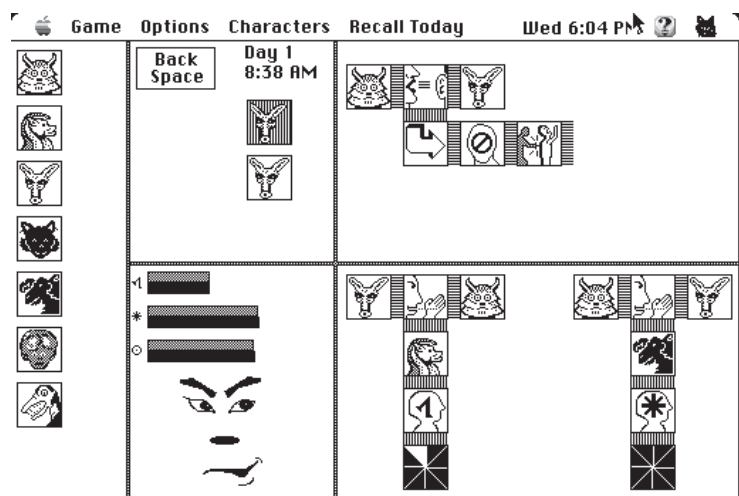 Game Options Characters Recall Today Wed 6:04 PM
Back
Space
Day 1
8:38 AM